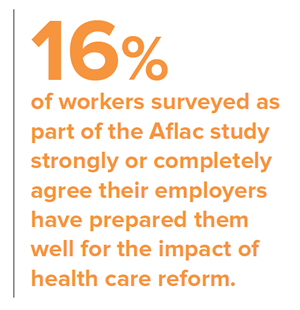 16%
of workers surveyed as
part of the Aflac study
strongly or completely
agree their employers
have prepared them
well for the impact of
health care reform.